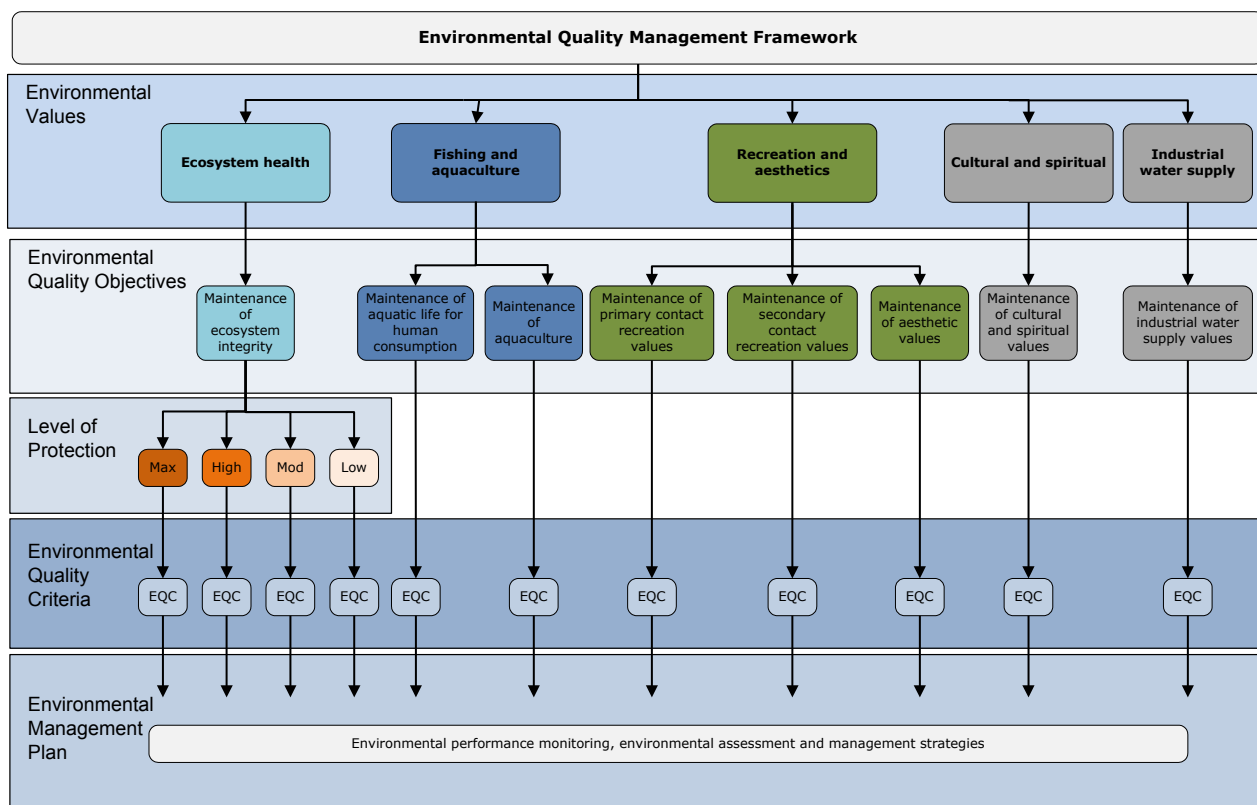 Environmental Quality Management Framework
Environmental
Values
Ecosystem health
Fishing and
aquaculture
Recreation and
aesthetics
Cultural and spiritual
Industrial
water supply
Environmental
Quality Objectives
Maintenance
of
ecosystem
integrity
Maintenance of
aquatic life for
human
consumption
Maintenance
of
aquaculture
Maintenance of
primary contact
recreation
values
Maintenance of
secondary
contact
recreation values
Maintenance
of aesthetic
values
Maintenance
of cultural
and spiritual
values
Maintenance of
industrial water
supply values
Level of
Protection
Max
High
Mod
Low
Environmental
Quality
Criteria
EQC
EQC
EQC
EQC
EQC
EQC
EQC
EQC
EQC
EQC
EQC
Environmental
Management
Plan
Environmental performance monitoring, environmental assessment and management strategies